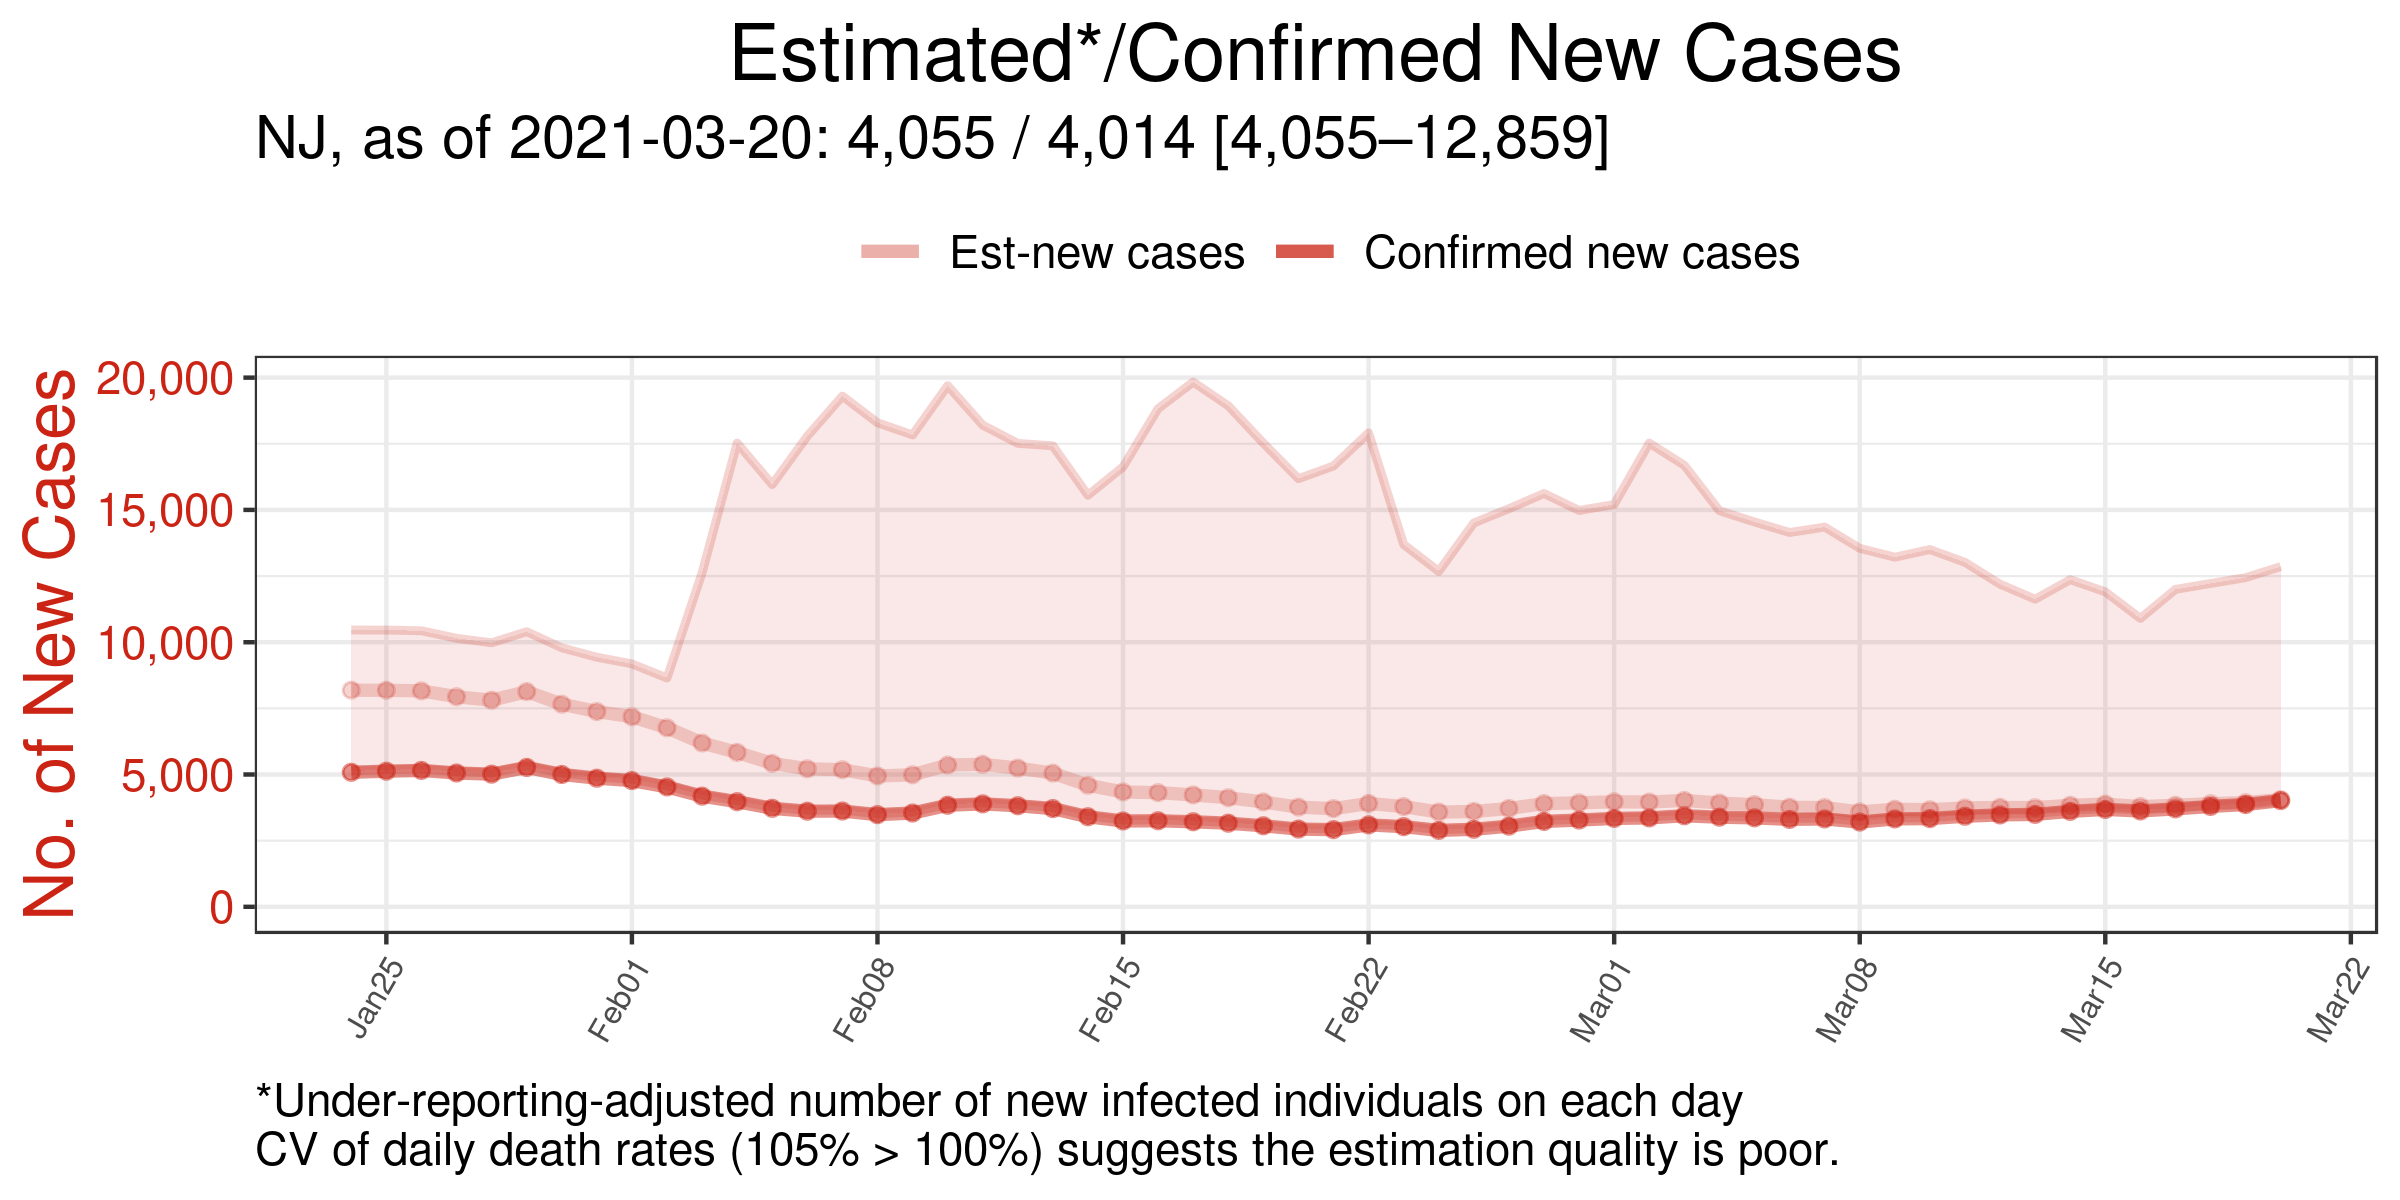 Estimated*/Confirmed New Cases
NJ, as of 2021-03-20: 4,055 / 4,014 [4,055–12,859]
Est-new cases
Confirmed new cases
No. of New Cases
20,000
15,000
10,000
5,000
0
Jan25
Feb01
Feb08
Feb15
Feb22
Mar01
Mar08
Mar15
Mar22
*Under-reporting-adjusted number of new infected individuals on each day
CV of daily death rates (105% > 100%) suggests the estimation quality is poor.